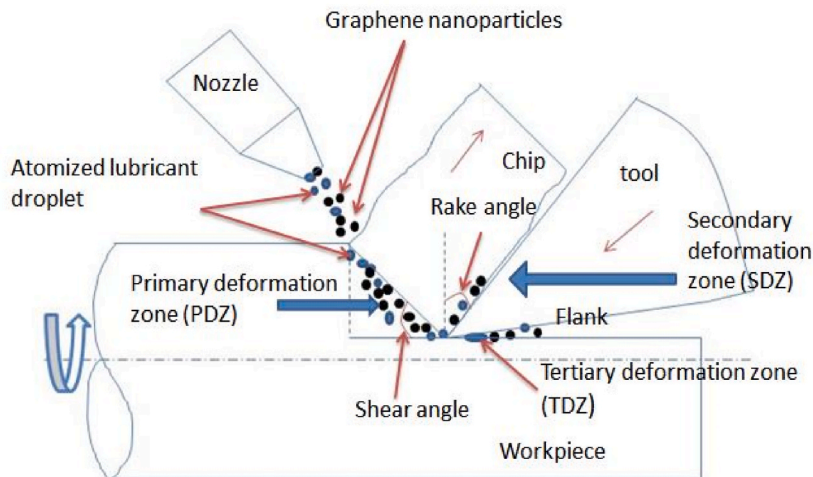 Graphene nanoparticles
Nozzle
Atomized lubricant
droplet
Chip
tool
Rake angle
Secondary
deformation
zone (SDZ)
Primary deformation
zone (PDZ)
Flank
Shear angle
Tertiary deformation zone
(TDZ)
Workpiece